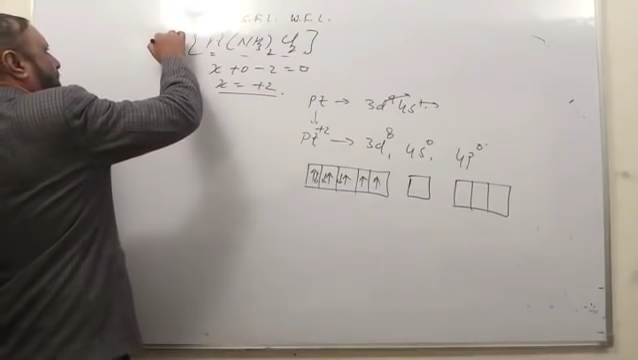 S.F.L. W.F.L.
[Pt(NH₃)₂Cl₂]
x + 0 - 2 = 0
x = +2.
Pt → 3d⁹ 4s¹
↓
Pt⁺² → 3d⁸, 4s⁰, 4p⁰